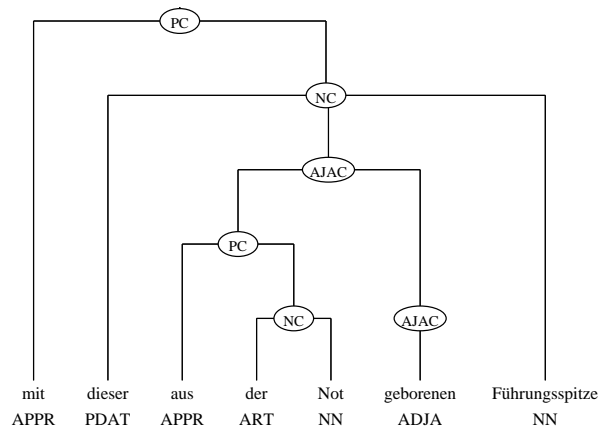 PC
NC
AJAC
PC
NC AJAC
mit dieser aus der Not geborenen Führungsspitze
APPR PDAT APPR ART NN ADJA NN